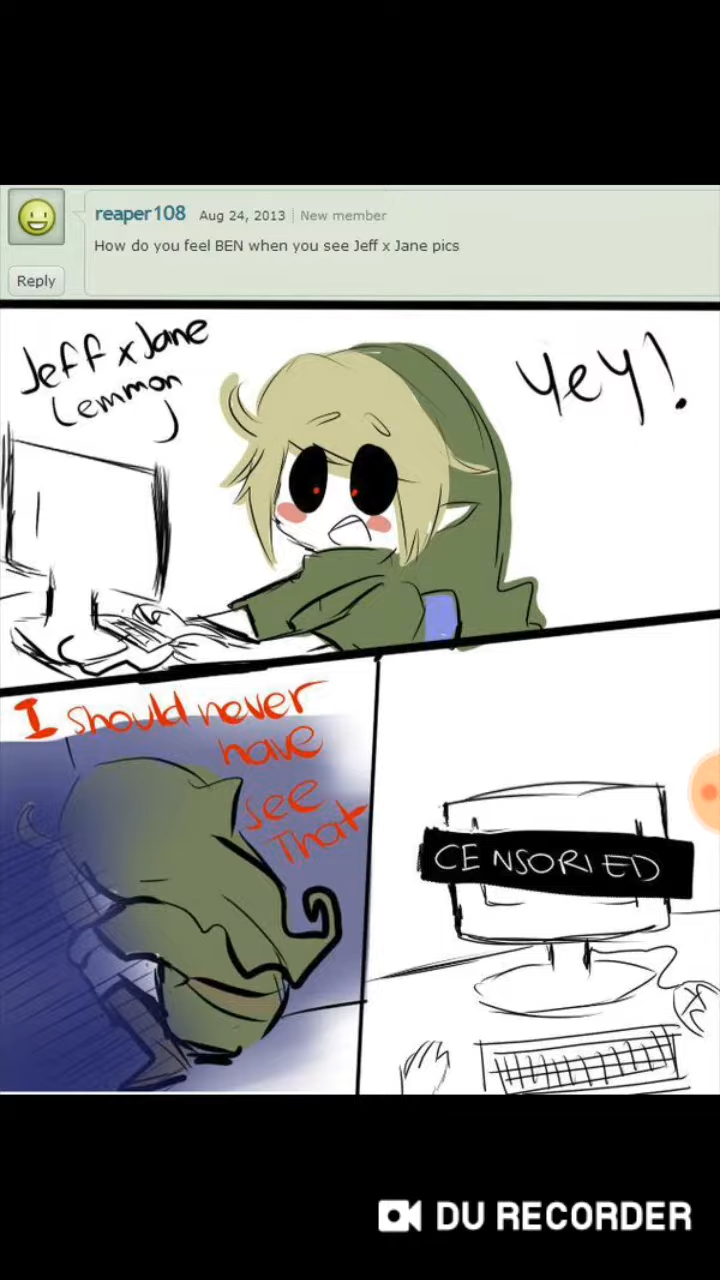 reaper108 Aug 24, 2013 | New member
How do you feel BEN when you see Jeff x Jane pics
Reply
Jeff x Jane
Lemmon
Yey!
I should never
have
see
That
CENSORIED
DU RECORDER